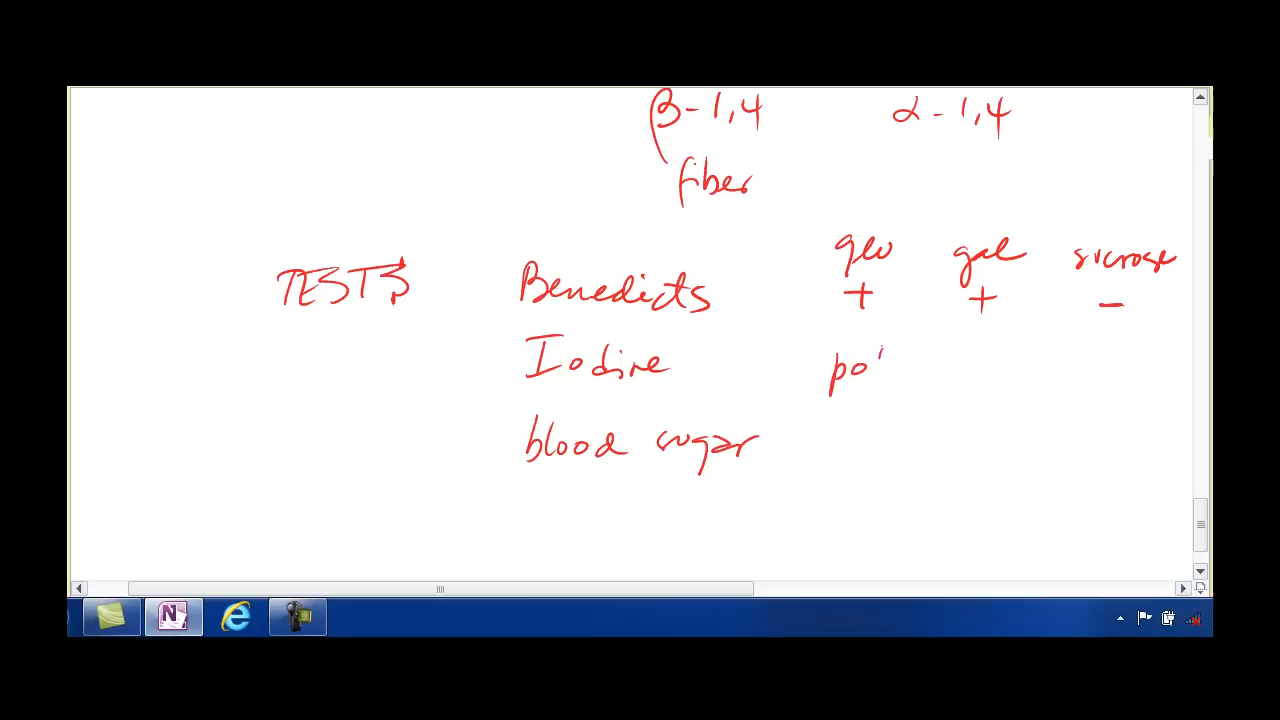 β-1,4 α-1,4
fiber
glu gal sucrose
TESTS Benedicts + + -
Iodine po
blood sugar